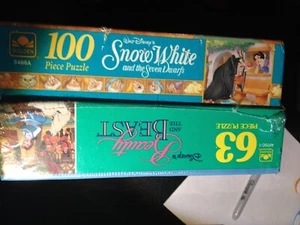 100
Piece Puzzle
Walt Disney's
Snow White
and the Seven Dwarfs
GOLDEN
Disney's
Beauty
AND THE
BEAST
63
PIECE PUZZLE